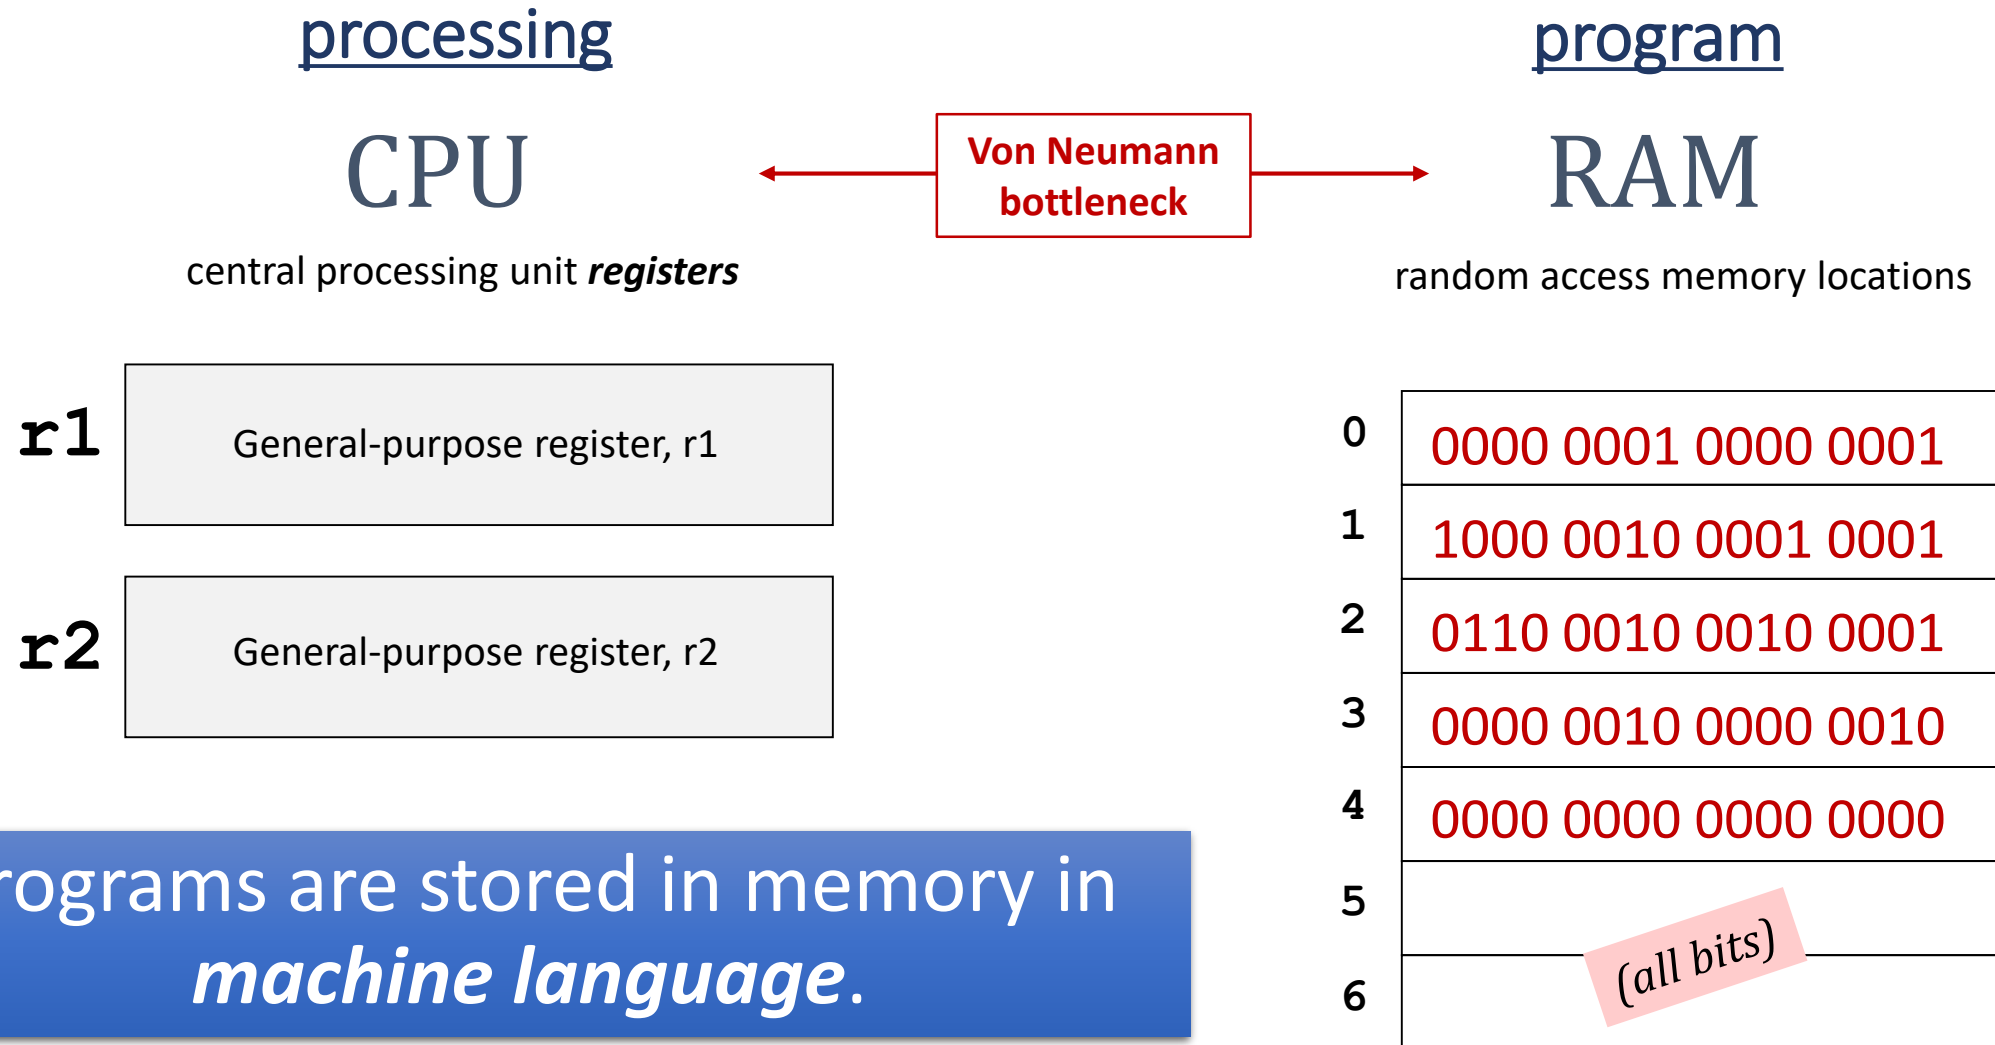 processing
program
CPU
Von Neumann
bottleneck
RAM
central processing unit registers
random access memory locations
r1
General-purpose register, r1
r2
General-purpose register, r2
0
0000 0001 0000 0001
1
1000 0010 0001 0001
2
0110 0010 0010 0001
3
0000 0010 0000 0010
4
0000 0000 0000 0000
5
6
(all bits)
rograms are stored in memory in
machine language.